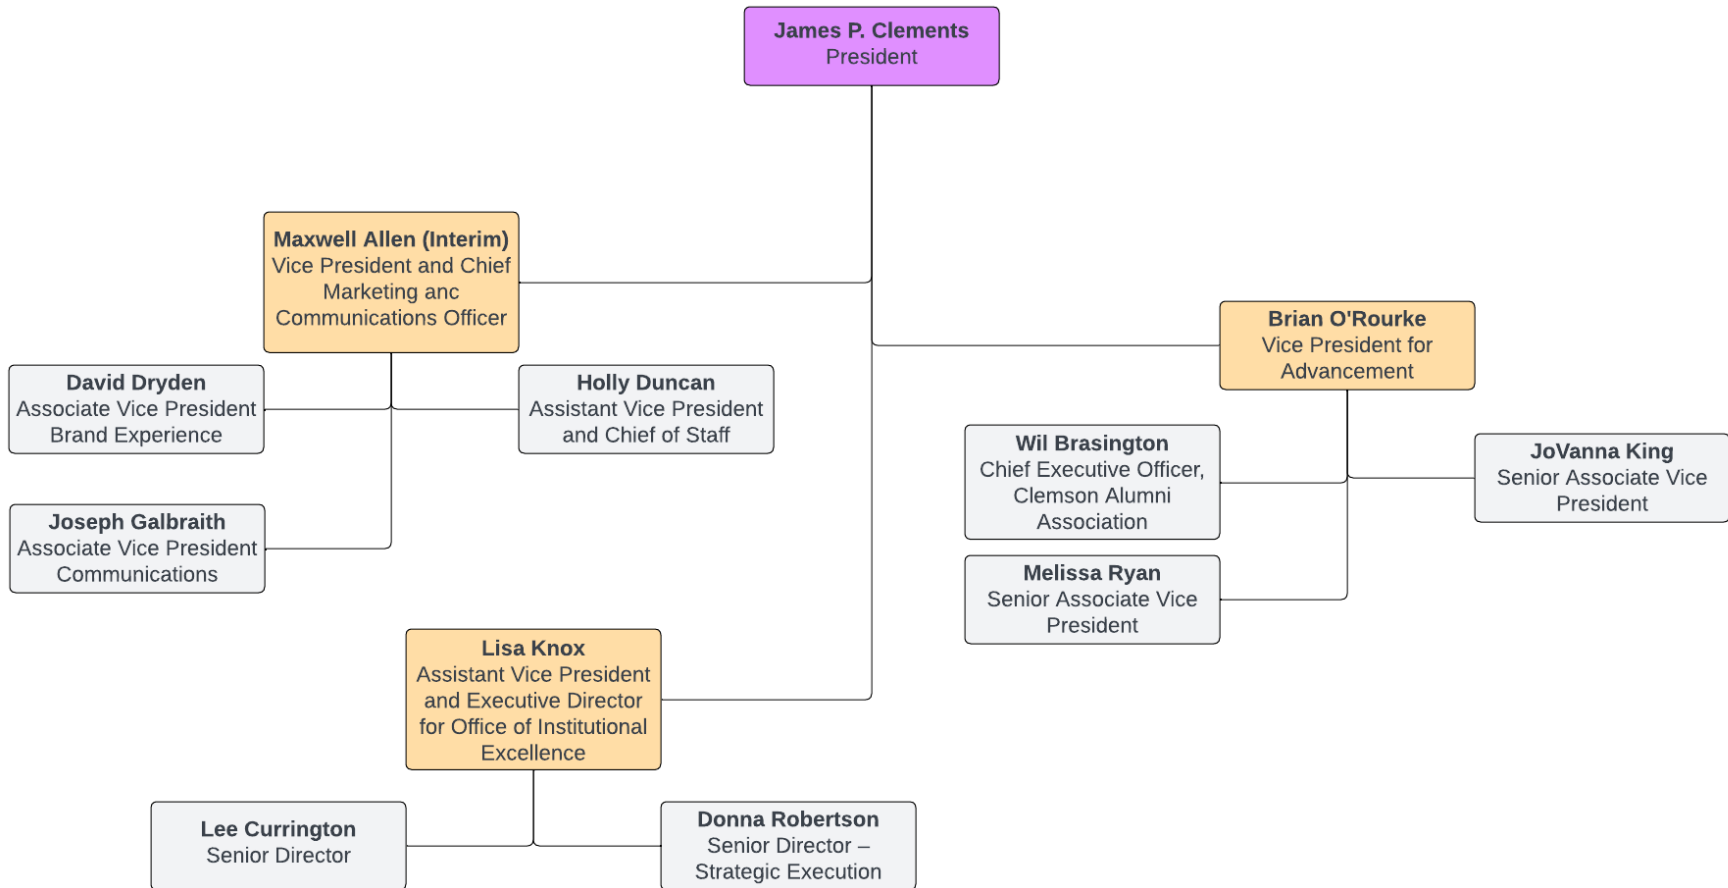 James P. Clements
President
Maxwell Allen (Interim)
Vice President and Chief
Marketing anc
Communications Officer
Brian O'Rourke
Vice President for
Advancement
David Dryden
Associate Vice President
Brand Experience
Holly Duncan
Assistant Vice President
and Chief of Staff
Wil Brasington
Chief Executive Officer,
Clemson Alumni
Association
JoVanna King
Senior Associate Vice
President
Joseph Galbraith
Associate Vice President
Communications
Melissa Ryan
Senior Associate Vice
President
Lisa Knox
Assistant Vice President
and Executive Director
for Office of Institutional
Excellence
Lee Currington
Senior Director
Donna Robertson
Senior Director –
Strategic Execution